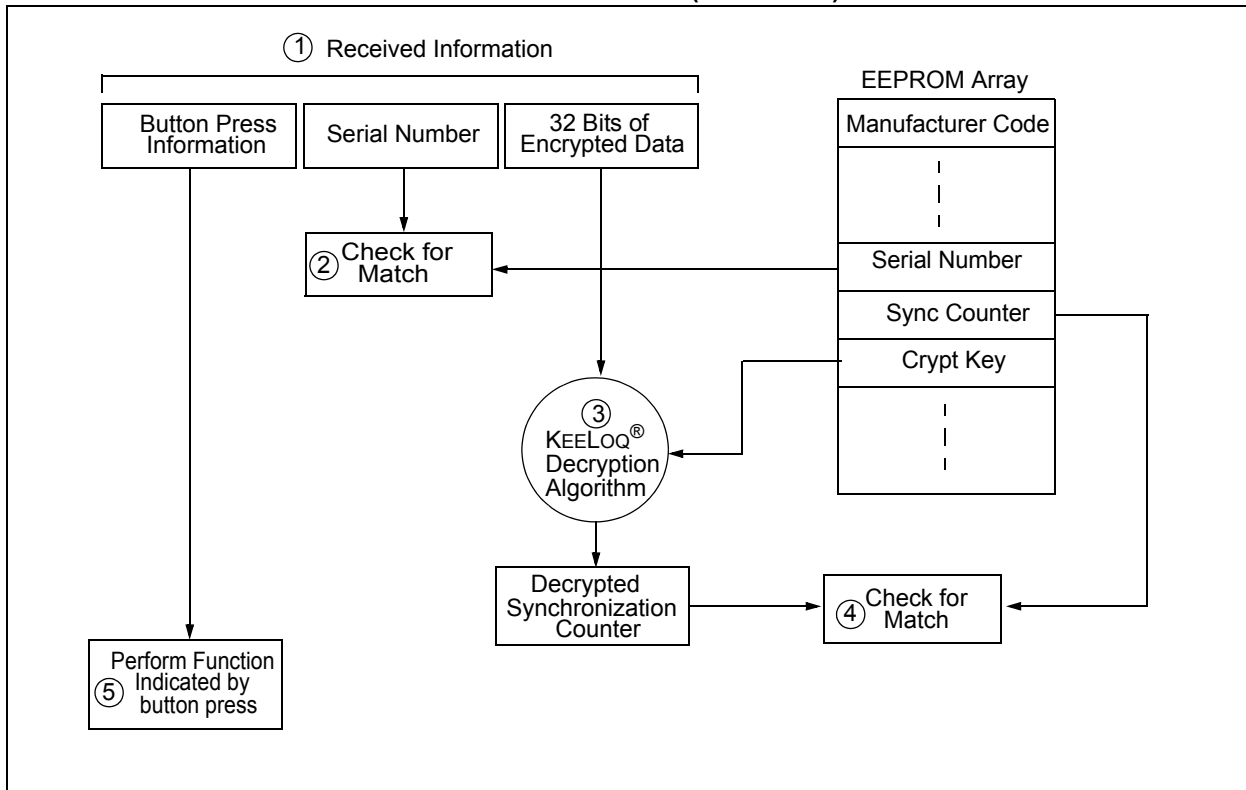 ① Received Information
EEPROM Array
Button Press
Information
Serial Number
32 Bits of
Encrypted Data
Manufacturer Code
② Check for
Match
Serial Number
Sync Counter
Crypt Key
③
KEELOQ®
Decryption
Algorithm
Decrypted
Synchronization
Counter
④ Check for
Match
Perform Function
⑤ Indicated by
button press